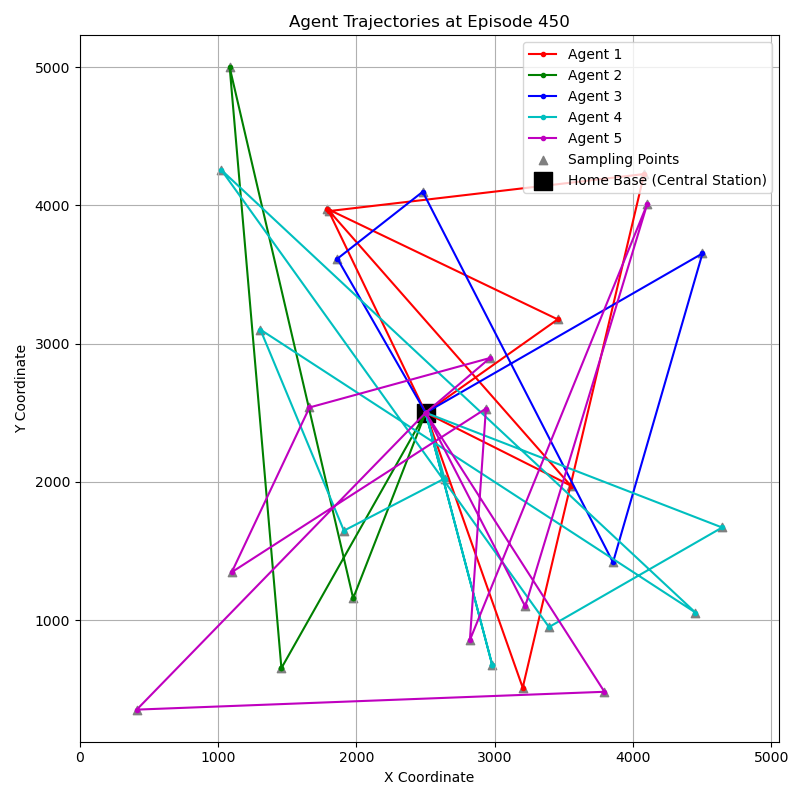 Agent Trajectories at Episode 450
Agent 1
Agent 2
Agent 3
Agent 4
Agent 5
Sampling Points
Home Base (Central Station)
Y Coordinate
5000
4000
3000
2000
1000
0
1000
2000
3000
4000
5000
X Coordinate